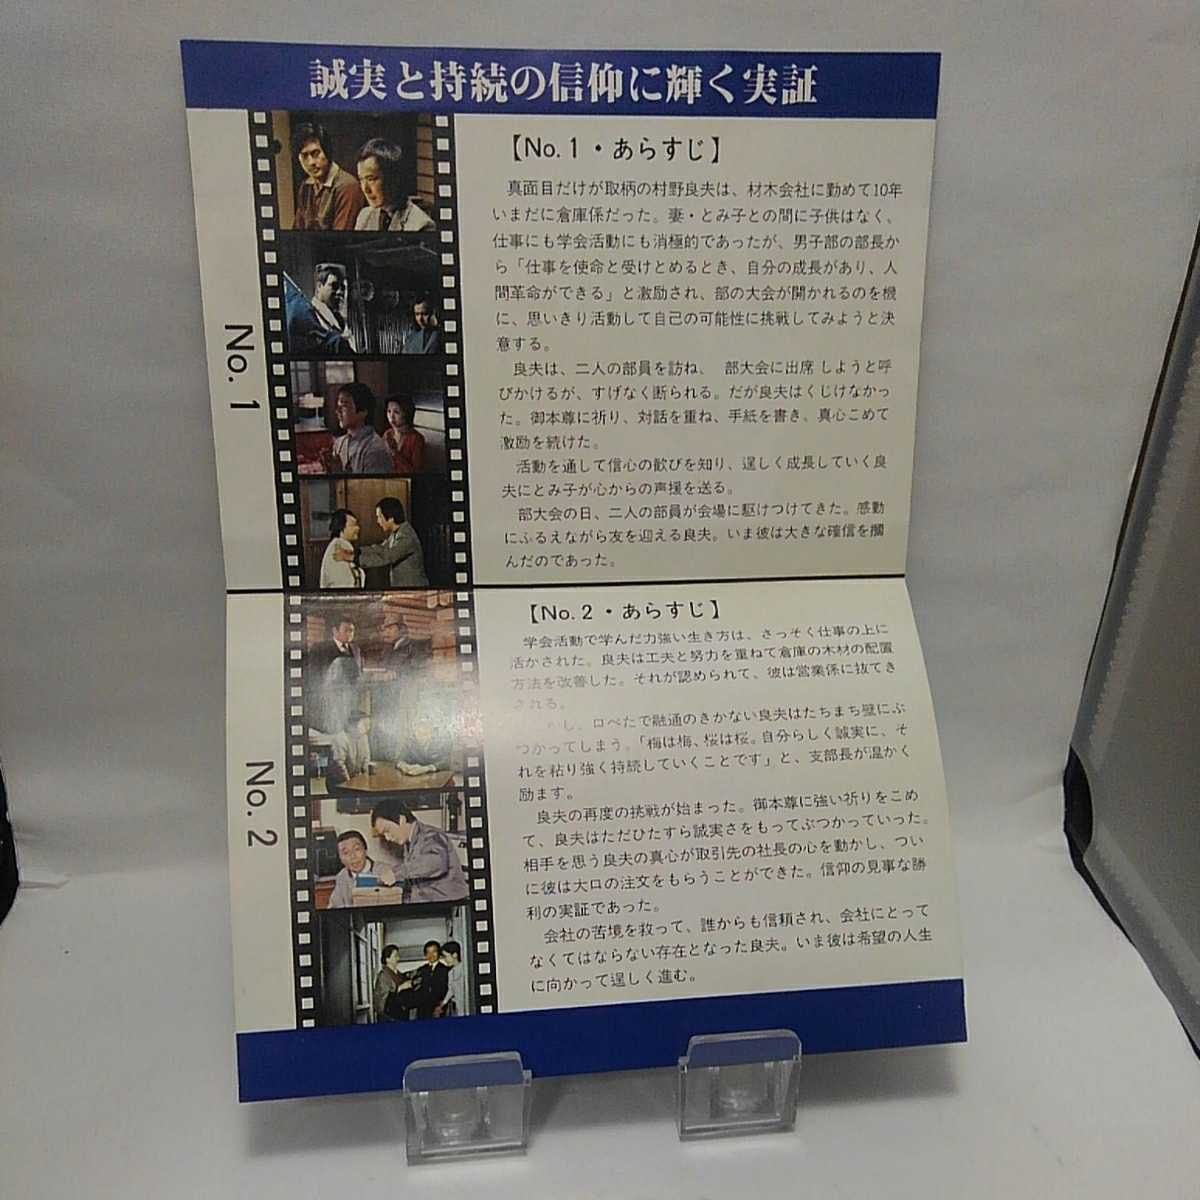 誠実と持続の信仰に輝く実証
No. 1
【No. 1・あらすじ】
真面目だけが取柄の村野良夫は、材木会社に勤めて10年
いまだに倉庫係だった。妻・とみ子との間に子供はなく、
仕事にも学会活動にも消極的であったが、男子部の部長か
ら「仕事を使命と受けとめるとき、自分の成長があり、人
間革命ができる」と激励され、部の大会が開かれるのを機
に、思いきり活動して自己の可能性に挑戦してみようと決
意する。
良夫は、二人の部員を訪ね、 部大会に出席しようと呼
びかけるが、すげなく断られる。だが良夫はくじけなかっ
た。御本尊に祈り、対話を重ね、手紙を書き、真心こめて
激励を続けた。
活動を通して信心の歓びを知り、逞しく成長していく良
夫にとみ子が心からの声援を送る。
部大会の日、二人の部員が会場に駆けつけてきた。感動
にふるえながら友を迎える良夫。いま彼は大きな確信を摑
んだのであった。
No. 2
【No. 2・あらすじ】
学会活動で学んだ力強い生き方は、さっそく仕事の上に
活かされた。良夫は工夫と努力を重ねて倉庫の木材の配置
方法を改善した。それが認められて、彼は営業係に抜てき
される。
し、口べたで融通のきかない良夫はたちまち壁にぶ
つかってしまう。「梅は梅、桜は桜。自分らしく誠実に、そ
れを粘り強く持続していくことです」と、支部長が温かく
励ます。
良夫の再度の挑戦が始まった。御本尊に強い祈りをこめ
て、良夫はただひたすら誠実さをもってぶつかっていった。
相手を思う良夫の真心が取引先の社長の心を動かし、つい
に彼は大口の注文をもらうことができた。信仰の見事な勝
利の実証であった。
会社の苦境を救って、誰からも信頼され、会社にとって
なくてはならない存在となった良夫。いま彼は希望の人生
に向かって逞しく進む。